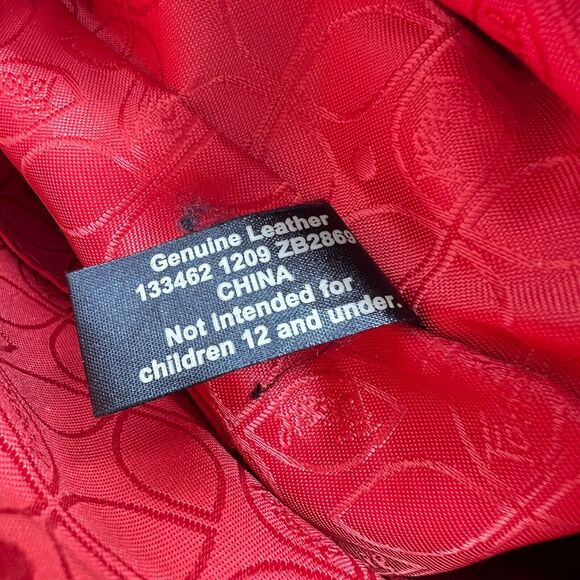 Genuine Leather
133462 1209 ZB2869
CHINA
Not Intended for
children 12 and under.